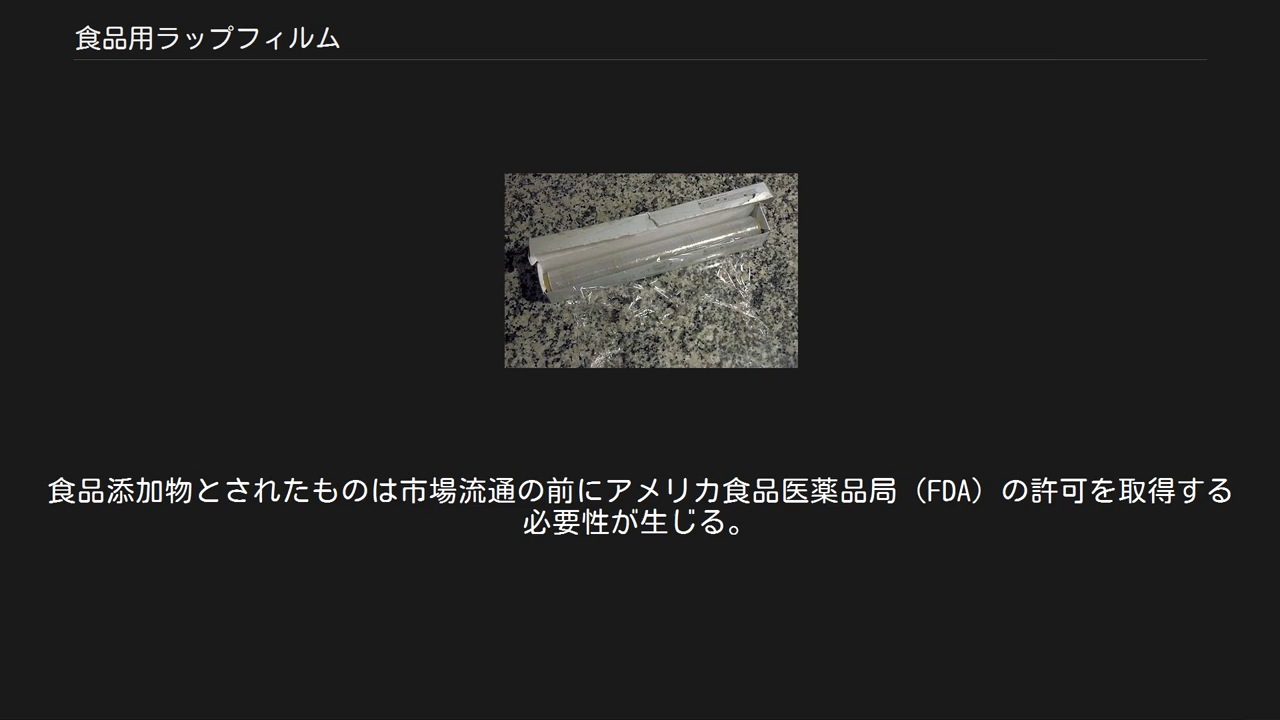 食品用ラップフィルム
食品添加物とされたものは市場流通の前にアメリカ食品医薬品局（FDA）の許可を取得する
必要性が生じる。